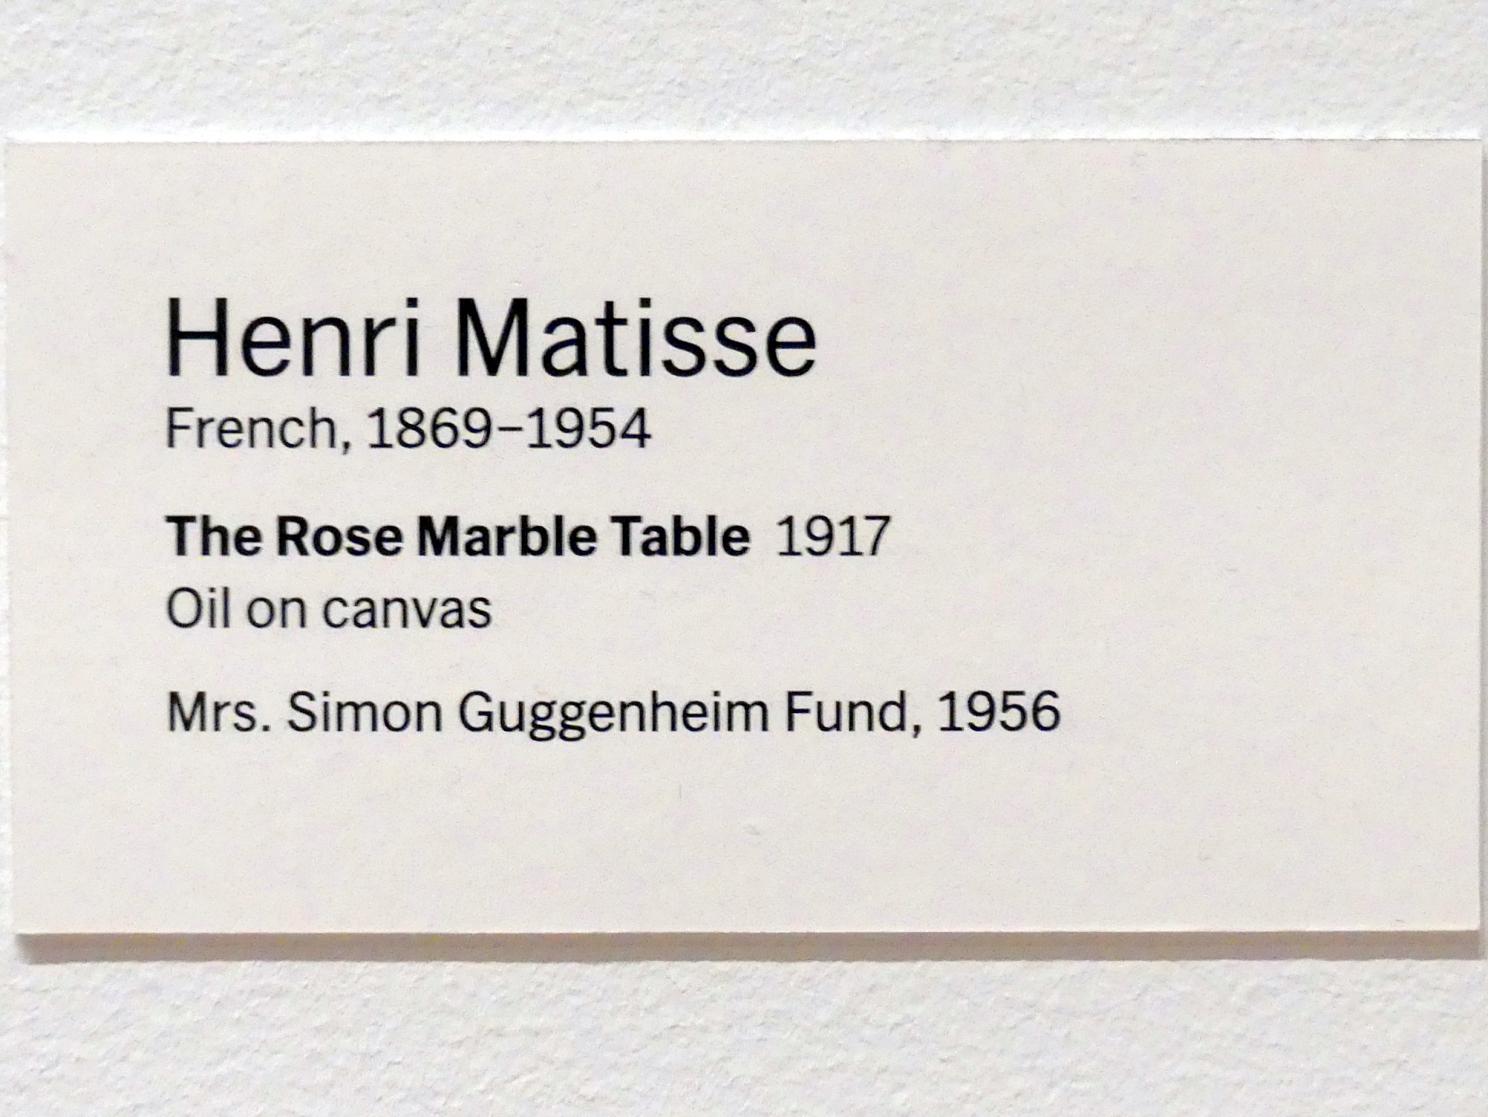 Henri Matisse
French, 1869–1954
The Rose Marble Table 1917
Oil on canvas
Mrs. Simon Guggenheim Fund, 1956